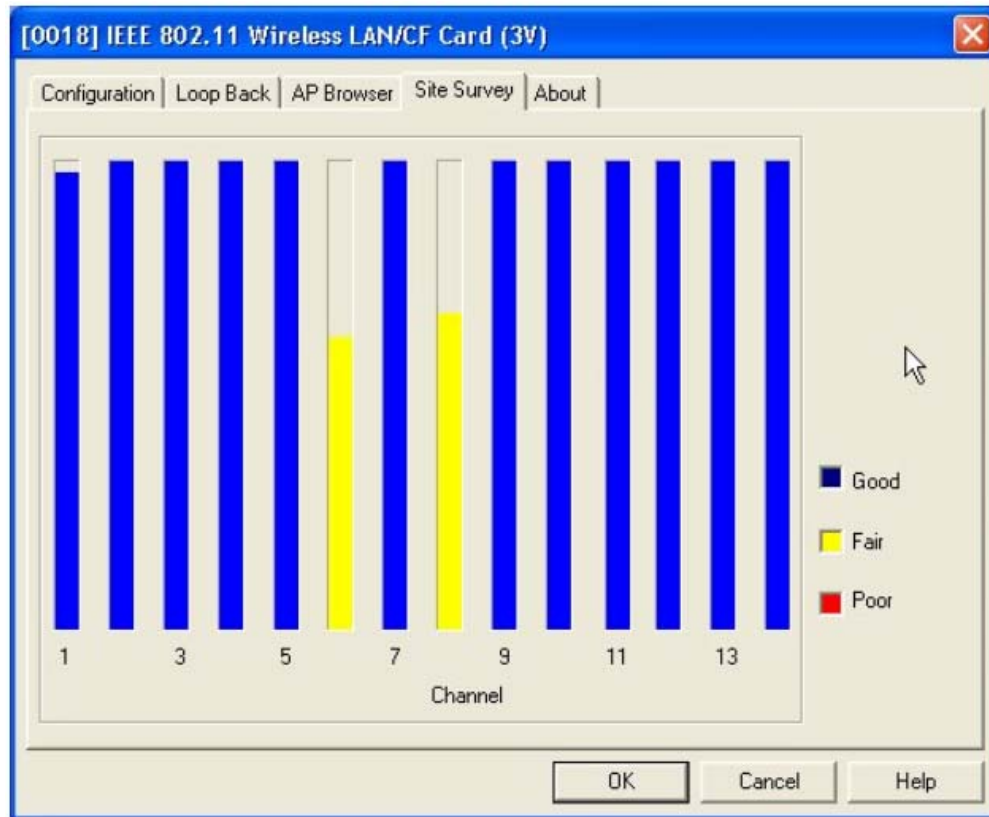 [0018] IEEE 802.11 Wireless LAN/CF Card (3V)
Configuration Loop Back AP Browser Site Survey About
Good
Fair
Poor
1 3 5 7 9 11 13
Channel
OK Cancel Help